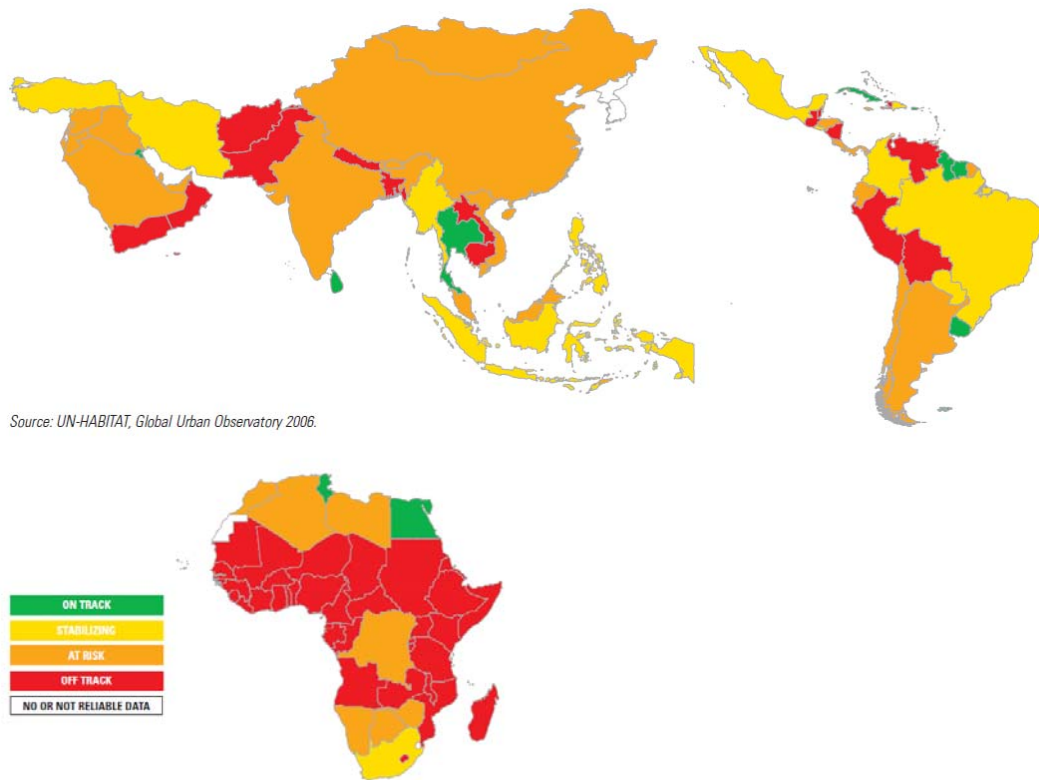 Source: UN-HABITAT, Global Urban Observatory 2006.
ON TRACK
STABILIZING
AT RISK
OFF TRACK
NO OR NOT RELIABLE DATA